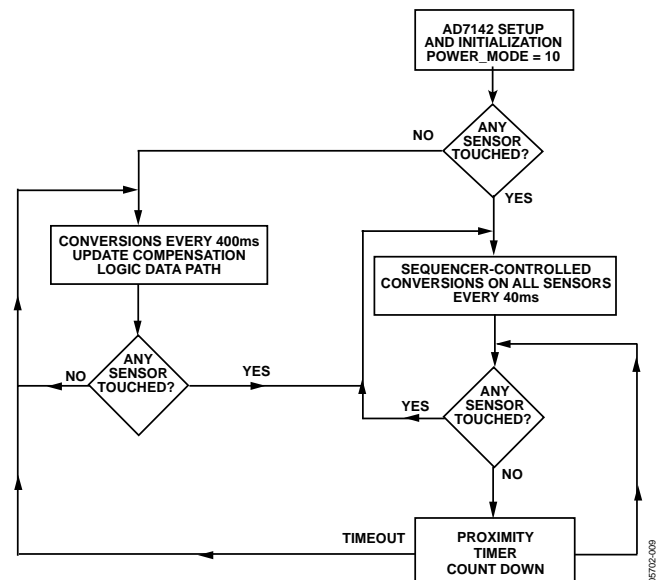 AD7142 SETUP
AND INITIALIZATION
POWER_MODE = 10
NO
ANY
SENSOR
TOUCHED?
YES
CONVERSIONS EVERY 400ms
UPDATE COMPENSATION
LOGIC DATA PATH
SEQUENCER-CONTROLLED
CONVERSIONS ON ALL SENSORS
EVERY 40ms
NO
ANY
SENSOR
TOUCHED?
YES
YES
ANY
SENSOR
TOUCHED?
NO
TIMEOUT
PROXIMITY
TIMER
COUNT DOWN
05702-009